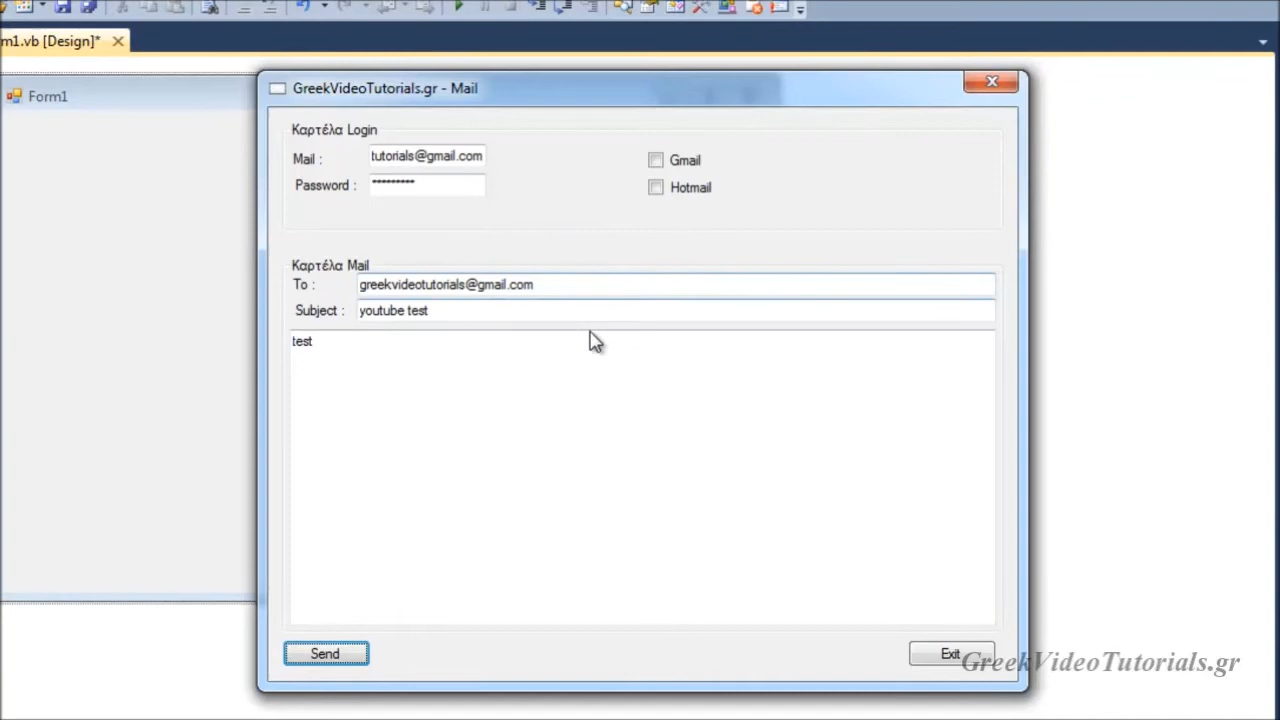 m1.vb [Design]*
Form1
GreekVideoTutorials.gr - Mail
Καρτέλα Login
Mail : tutorials@gmail.com
Gmail
Password : *********
Hotmail
Καρτέλα Mail
To : greekvideotutorials@gmail.com
Subject : youtube test
test
Send
Exit
GreekVideoTutorials.gr